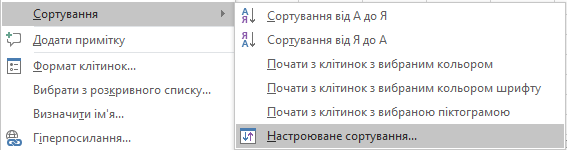 Сортування
Додати примітку
Формат клітинок...
Вибрати з розкривного списку...
Визначити ім'я...
Гіперпосилання...
А
Я
Сортування від А до Я
Я
А
Сортування від Я до А
Почати з клітинок з вибраним кольором
Почати з клітинок з вибраним кольором шрифту
Почати з клітинок з вибраною піктограмою
Настроюване сортування...